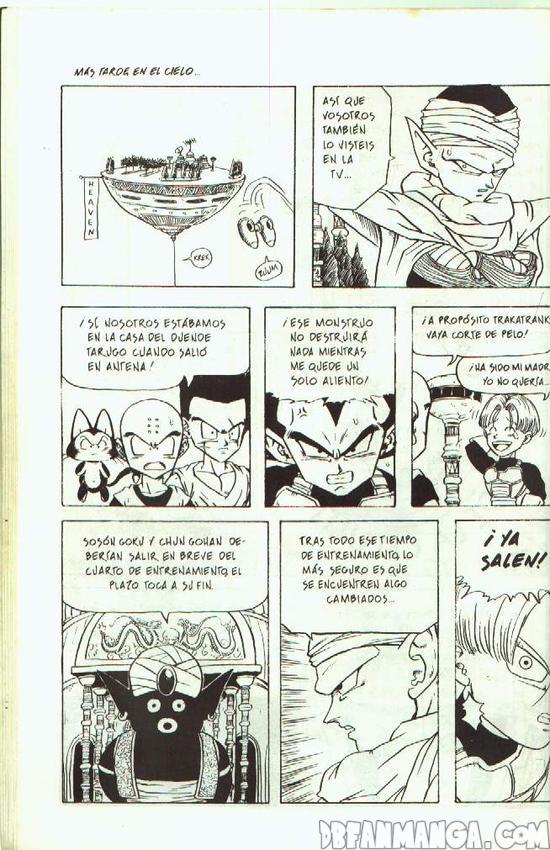 MÁS TARDE EN EL CIELO...
HEAVEN
KREK
ZUUM
ASÍ QUE
VOSOTROS
TAMBIÉN
LO VISTEIS
EN LA
TV...
¡SÍ NOSOTROS ESTÁBAMOS
EN LA CASA DEL DUENDE
TARUGO CUANDO SALIÓ
EN ANTENA!
¡ESE MONSTRUO
NO DESTRUIRÁ
NADA MIENTRAS
ME QUEDE UN
SOLO ALIENTO!
¡A PROPÓSITO TRAKATRANK
VAYA CORTE DE PELO!
¡HA SIDO MI MADR
YO NO QUERÍA...
SOSÓN GOKU Y CHUN GOHAN DE-
BERÍAN SALIR EN BREVE DEL
CUARTO DE ENTRENAMIENTO, EL
PLAZO TOCA A SU FIN.
TRAS TODO ESE TIEMPO
DE ENTRENAMIENTO, LO
MÁS SEGURO ES QUE
SE ENCUENTREN ALGO
CAMBIADOS...
¡YA
SALEN!
DBFANMANGA.COM